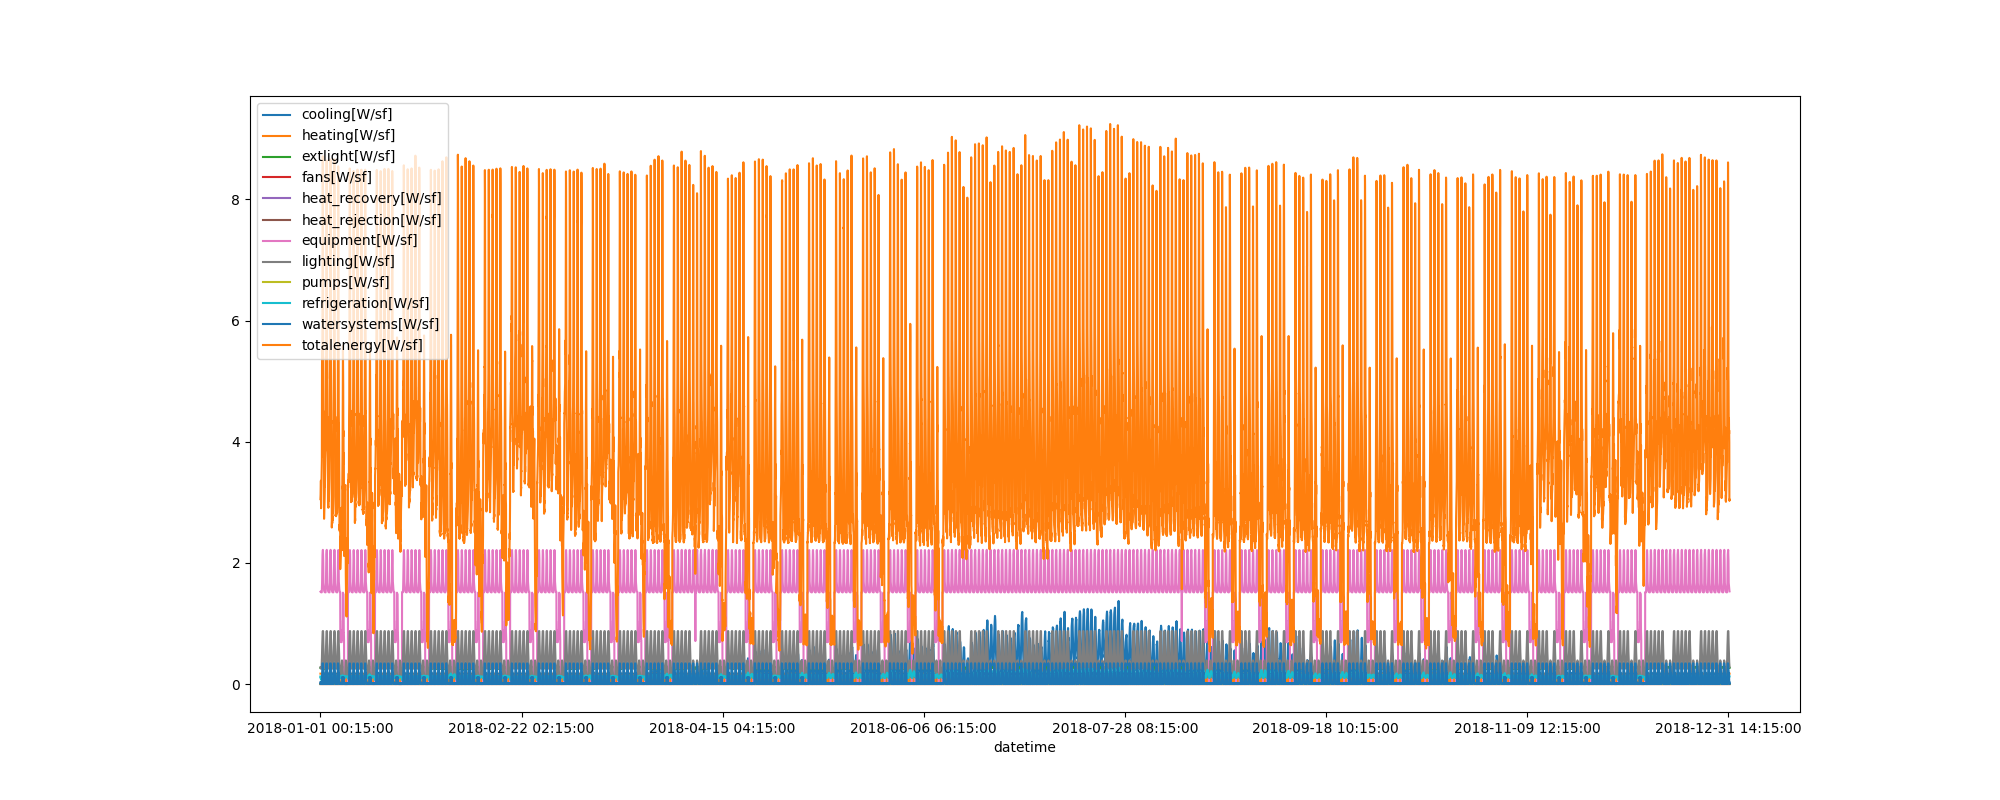 cooling[W/sf]
heating[W/sf]
extlight[W/sf]
fans[W/sf]
heat_recovery[W/sf]
heat_rejection[W/sf]
equipment[W/sf]
lighting[W/sf]
pumps[W/sf]
refrigeration[W/sf]
watersystems[W/sf]
totalenergy[W/sf]
8
6
4
2
0
2018-01-01 00:15:00 2018-02-22 02:15:00 2018-04-15 04:15:00 2018-06-06 06:15:00 2018-07-28 08:15:00 2018-09-18 10:15:00 2018-11-09 12:15:00 2018-12-31 14:15:00
datetime